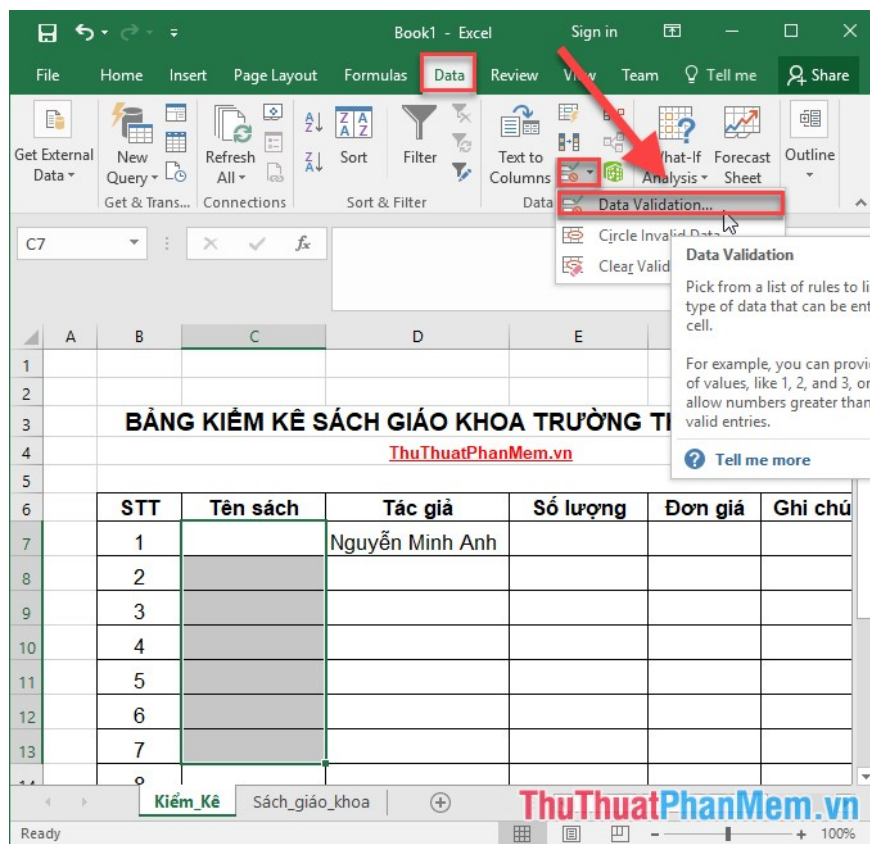 Book1 - Excel Sign in
File Home Insert Page Layout Formulas Data Review View Team Tell me Share
Get External Data
New Query
Refresh All
Sort
Filter
Text to Columns
What-If Analysis
Forecast Sheet
Outline
Get & Trans... Connections Sort & Filter Data
Data Validation...
Circle Invalid Data
Clear Valid
C7 fx
Data Validation
Pick from a list of rules to li
type of data that can be ent
cell.
For example, you can provi
of values, like 1, 2, and 3, or
allow numbers greater than
valid entries.
Tell me more
A B C D E
1
2
3 BẢNG KIỂM KÊ SÁCH GIÁO KHOA TRƯỜNG
4 ThuThuatPhanMem.vn
5
6 STT Tên sách Tác giả Số lượng Đơn giá Ghi chú
7 1 Nguyễn Minh Anh
8 2
9 3
10 4
11 5
12 6
13 7
14 8
Kiểm_Kê Sách_giáo_khoa
ThuThuatPhanMem.vn
Ready 100%